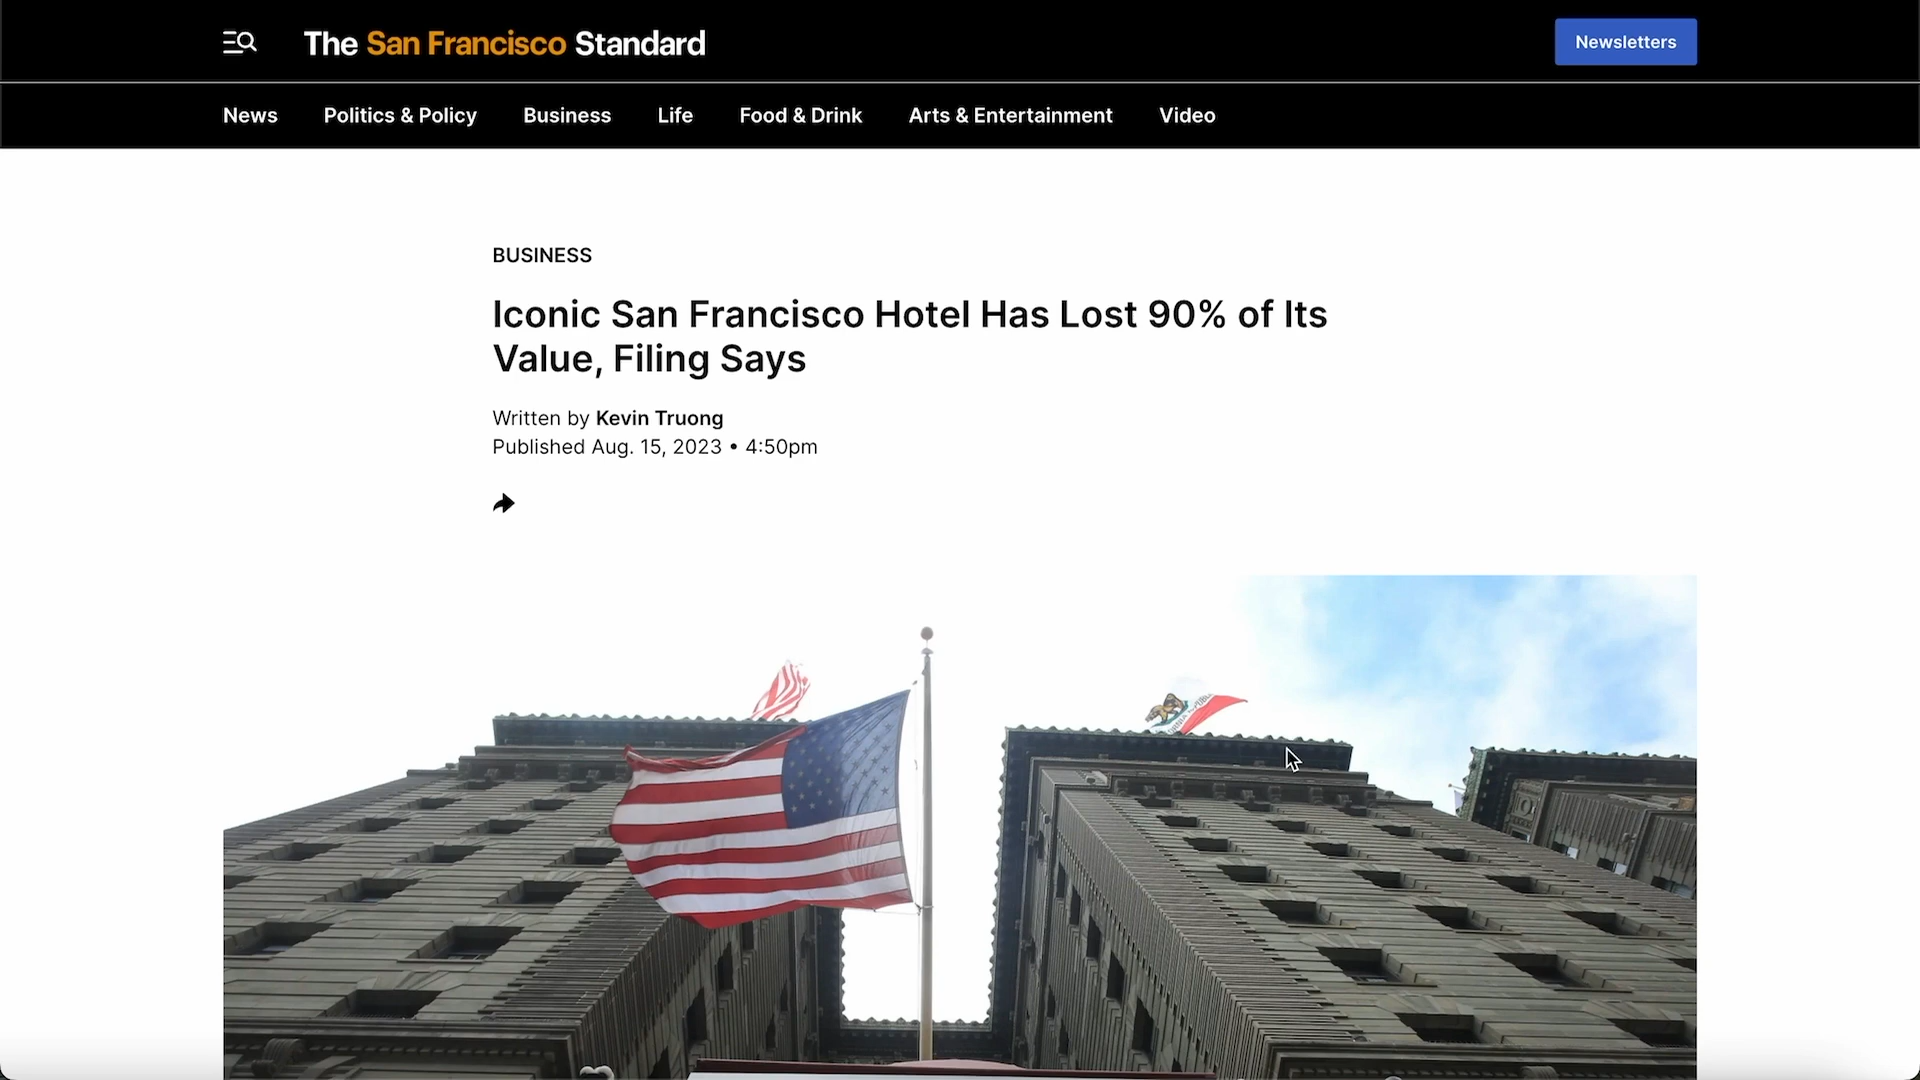 The San Francisco Standard
Newsletters
News Politics & Policy Business Life Food & Drink Arts & Entertainment Video
BUSINESS
Iconic San Francisco Hotel Has Lost 90% of Its
Value, Filing Says
Written by Kevin Truong
Published Aug. 15, 2023 • 4:50pm